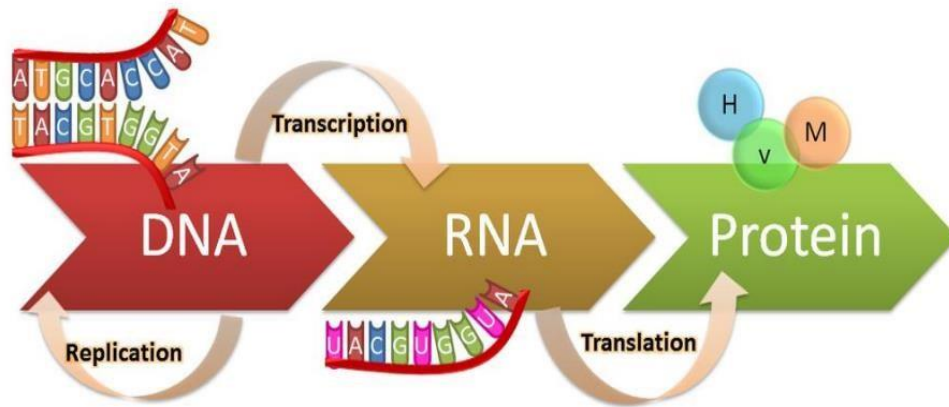 ATGCACCAT
TACGTGGTA
Transcription
H
V
M
DNA
RNA
Protein
Replication
UACGUGGUA
Translation